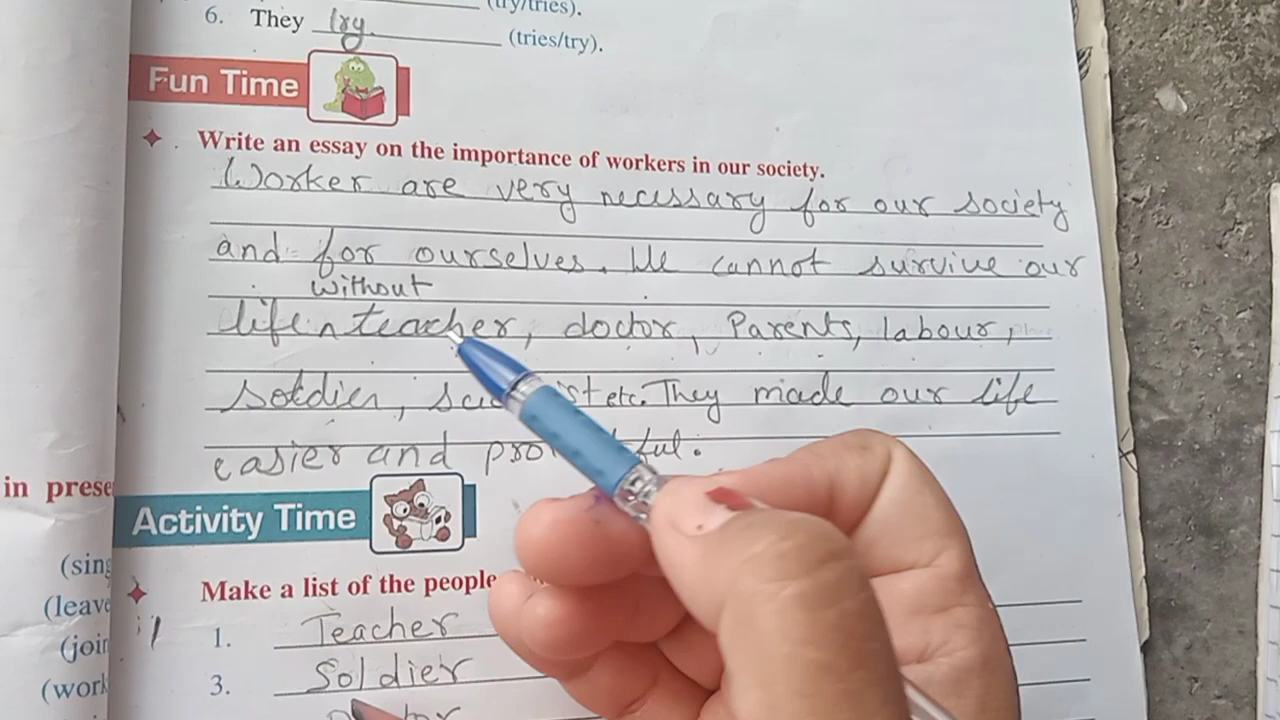 (try/tries).
6. They try. (tries/try).
Fun Time
Write an essay on the importance of workers in our society.
Worker are very necessary for our society
and for ourselves. We cannot survive our
without
life teacher, doctor, Parents, labour,
soldier, etc. They made our life
easier and
in prese
Activity Time
(sing
Make a list of the people
(leave
1. Teacher
(join
3. Soldier
(work